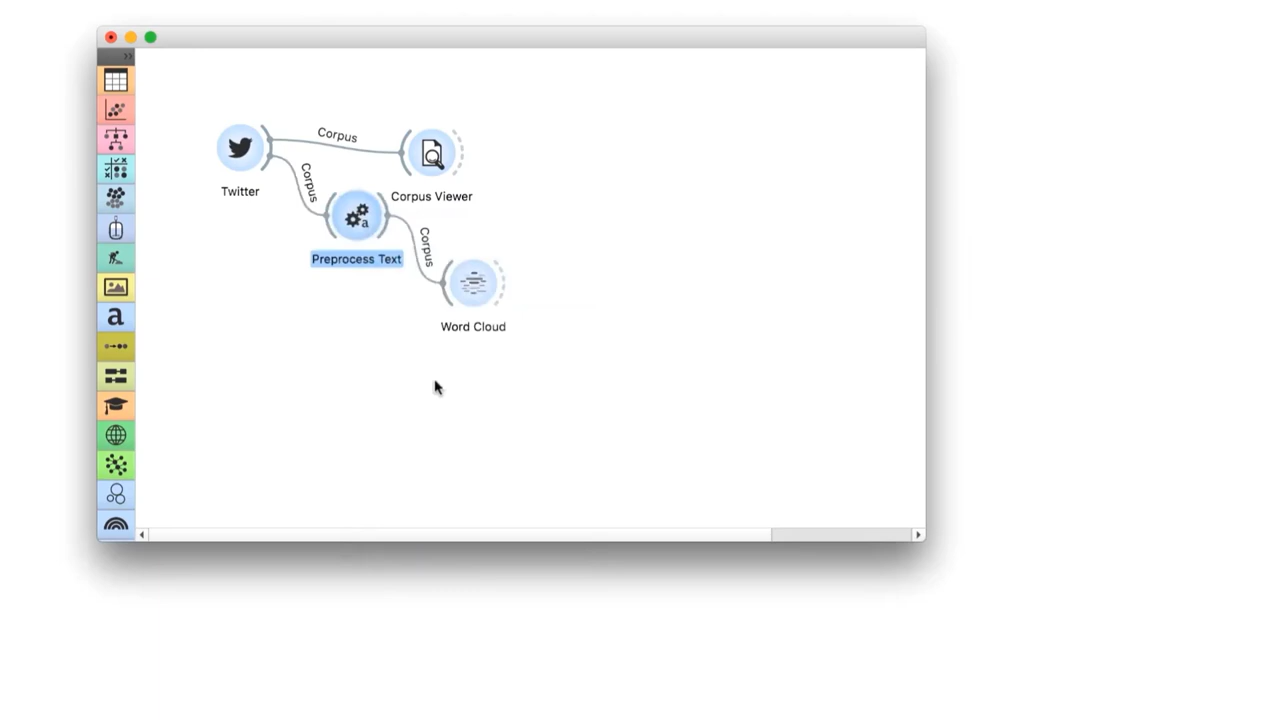 Corpus
Twitter
Corpus
Corpus Viewer
Preprocess Text
Corpus
Word Cloud